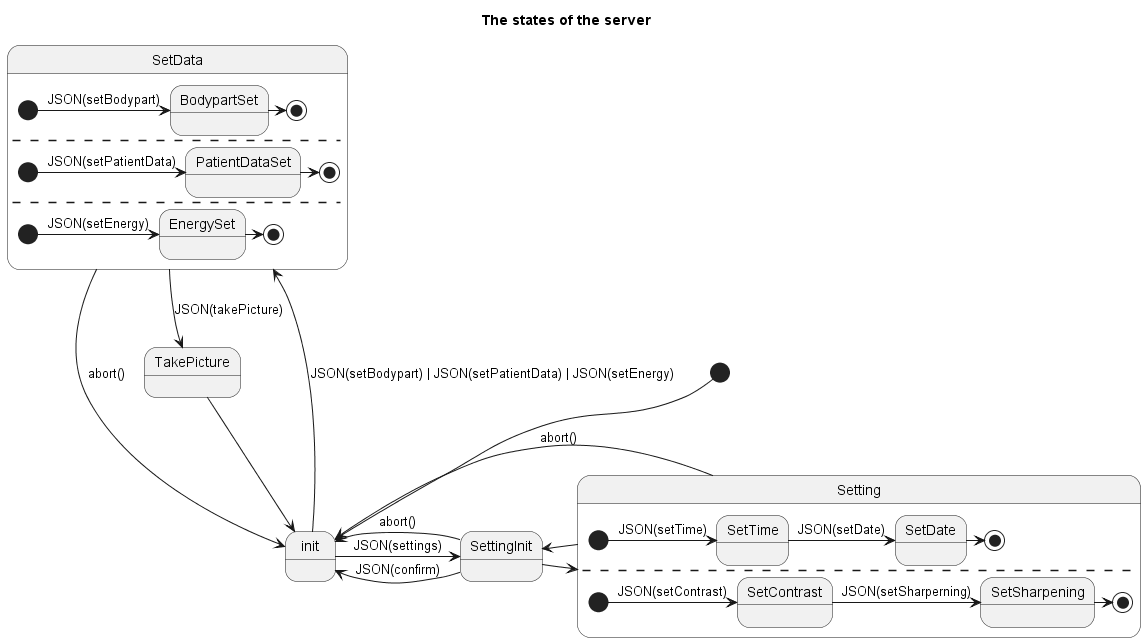 The states of the server
SetData
JSON(setBodypart)
BodypartSet
JSON(setPatientData)
PatientDataSet
JSON(setEnergy)
EnergySet
JSON(takePicture)
TakePicture
abort()
JSON(setBodypart) | JSON(setPatientData) | JSON(setEnergy)
abort()
Setting
abort()
init
JSON(settings)
SettingInit
JSON(confirm)
JSON(setTime)
SetTime
JSON(setDate)
SetDate
JSON(setContrast)
SetContrast
JSON(setSharperning)
SetSharpening